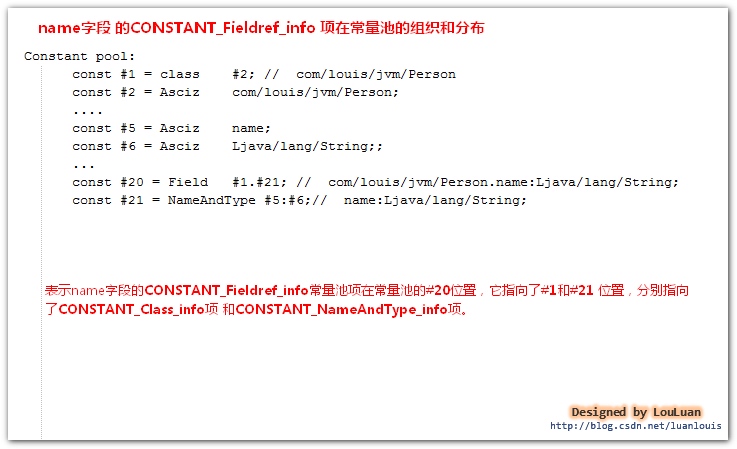 name字段 的CONSTANT_Fieldref_info 项在常量池的组织和分布
Constant pool:
const #1 = class    #2; //  com/louis/jvm/Person
const #2 = Asciz    com/louis/jvm/Person;
....
const #5 = Asciz    name;
const #6 = Asciz    Ljava/lang/String;;
...
const #20 = Field   #1.#21; //  com/louis/jvm/Person.name:Ljava/lang/String;
const #21 = NameAndType #5:#6;//  name:Ljava/lang/String;
表示name字段的CONSTANT_Fieldref_info常量池项在常量池的#20位置，它指向了#1和#21 位置，分别指向
了CONSTANT_Class_info项 和CONSTANT_NameAndType_info项。
Designed by LouLuan
http://blog.csdn.net/luanlouis